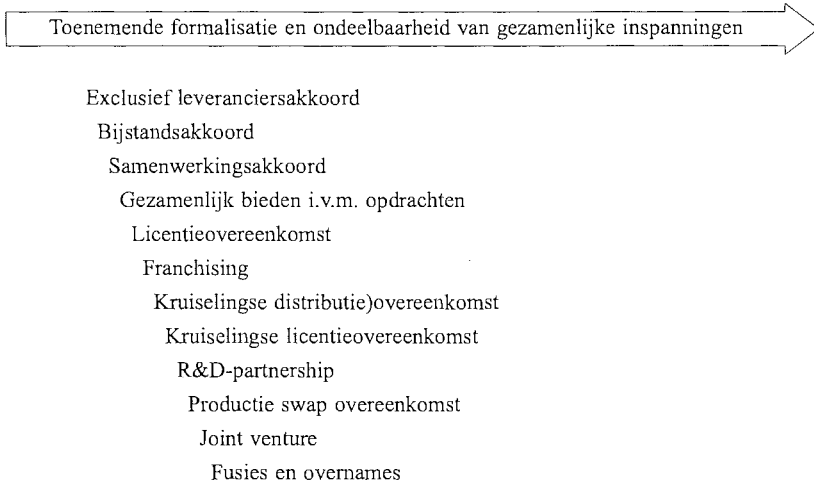 Toenemende formalisatie en ondeelbaarheid van gezamenlijke inspanningen
Exclusief leveranciersakkoord
Bijstandsakkoord
Samenwerkingsakkoord
Gezamenlijk bieden i.v.m. opdrachten
Licentieovereenkomst
Franchising
Kruiselingse distributie)overeenkomst
Kruiselingse licentieovereenkomst
R&D-partnership
Productie swap overeenkomst
Joint venture
Fusies en overnames